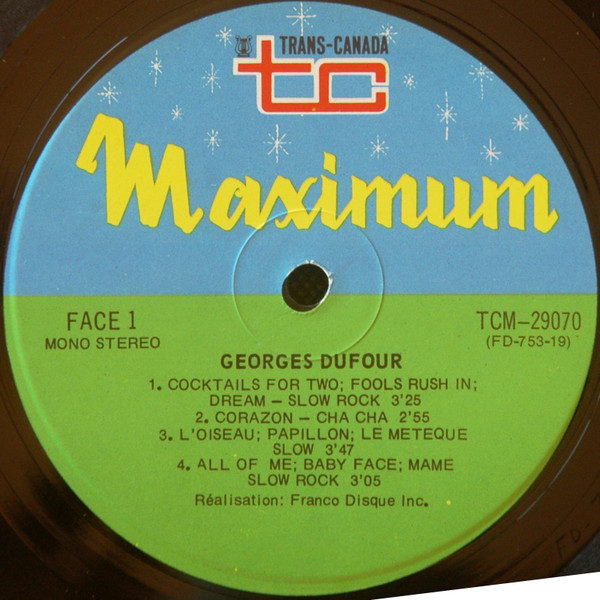 TRANS-CANADA
tc
Maximum
FACE 1
MONO STEREO
TCM-29070
(FD-753-19)
GEORGES DUFOUR
1. COCKTAILS FOR TWO; FOOLS RUSH IN;
DREAM - SLOW ROCK 3'25
2. CORAZON - CHA CHA 2'55
3. L'OISEAU; PAPILLON; LE METEQUE
SLOW 3'47
4. ALL OF ME; BABY FACE; MAME
SLOW ROCK 3'05
Réalisation: Franco Disque Inc.